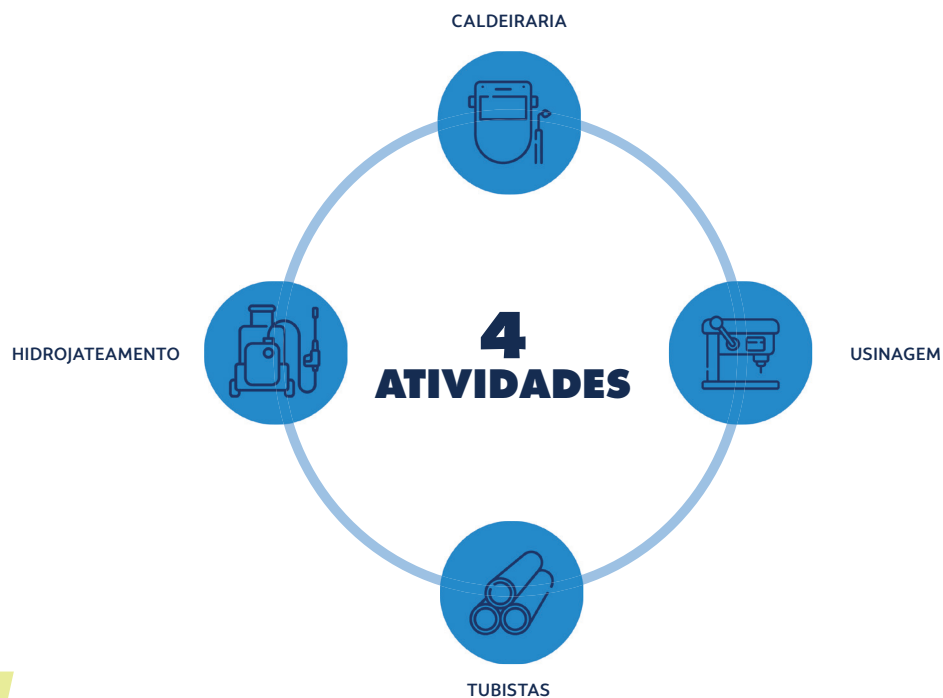 CALDEIRARIA
HIDROJATEAMENTO
4
ATIVIDADES
USINAGEM
TUBISTAS